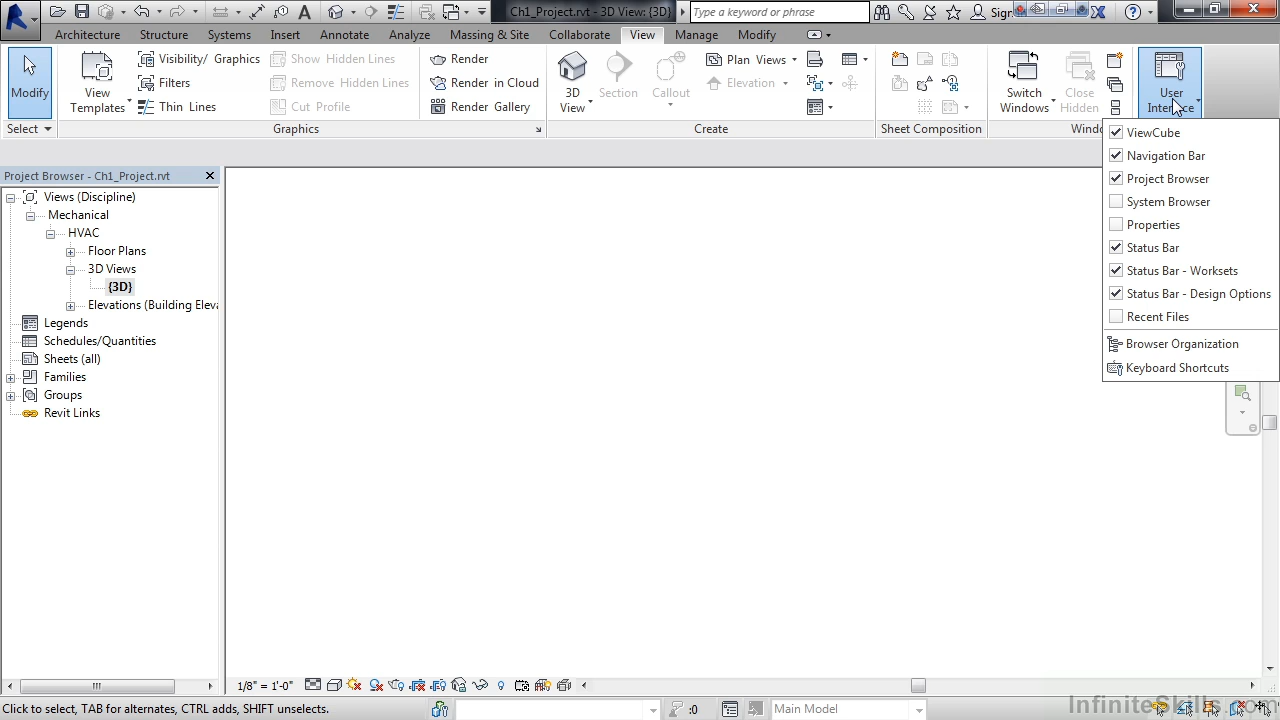 Ch1_Project.rvt - 3D View: {3D}
Type a keyword or phrase
Sign
Architecture Structure Systems Insert Annotate Analyze Massing & Site Collaborate View Manage Modify
Modify
Select
View
Templates
Visibility/ Graphics
Filters
Thin Lines
Show Hidden Lines
Remove Hidden Lines
Cut Profile
Graphics
Render
Render in Cloud
Render Gallery
3D
View
Section
Callout
Plan Views
Elevation
Create
Sheet Composition
Switch
Windows
Close
Hidden
User
Interface
ViewCube
Navigation Bar
Project Browser
System Browser
Properties
Status Bar
Status Bar - Worksets
Status Bar - Design Options
Recent Files
Browser Organization
Keyboard Shortcuts
Project Browser - Ch1_Project.rvt
Views (Discipline)
Mechanical
HVAC
Floor Plans
3D Views
{3D}
Elevations (Building Eleva
Legends
Schedules/Quantities
Sheets (all)
Families
Groups
Revit Links
1/8" = 1'-0"
Click to select, TAB for alternates, CTRL adds, SHIFT unselects.
:0
Main Model
InfiniteSkills.com